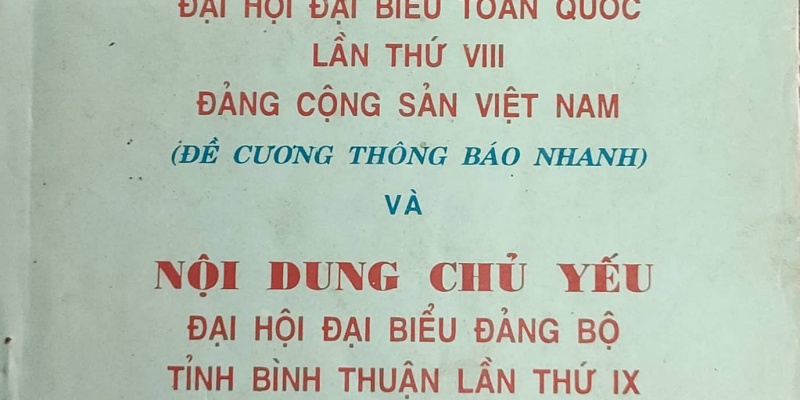 ĐẠI HỘI ĐẠI BIỂU TOÀN QUỐC
LẦN THỨ VIII
ĐẢNG CỘNG SẢN VIỆT NAM
(ĐỀ CƯƠNG THÔNG BÁO NHANH)
VÀ
NỘI DUNG CHỦ YẾU
ĐẠI HỘI ĐẠI BIỂU ĐẢNG BỘ
TỈNH BÌNH THUẬN LẦN THỨ IX